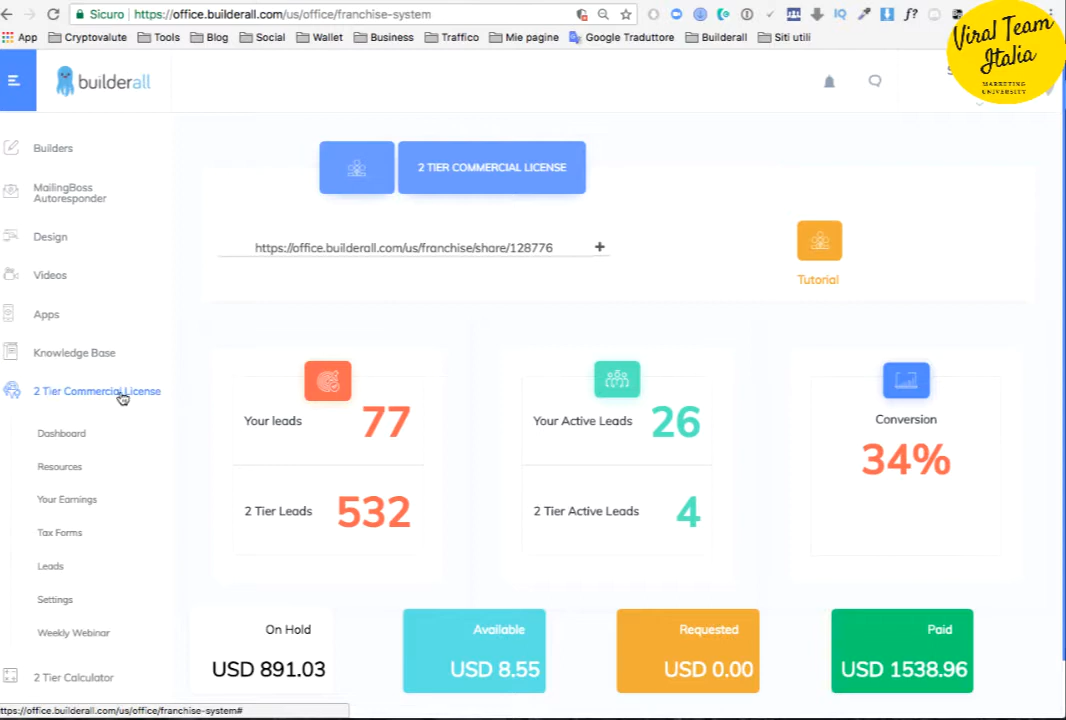 Sicuro | https://office.builderall.com/us/office/franchise-system
App Cryptovalute Tools Blog Social Wallet Business Traffico Mie pagine Google Traduttore Builderall Siti utili
Viral Team
Italia
MARKETING
UNIVERSITY
builderall
Builders
MailingBoss
Autoresponder
Design
Videos
Apps
Knowledge Base
2 Tier Commercial License
Dashboard
Resources
Your Earnings
Tax Forms
Leads
Settings
Weekly Webinar
2 Tier Calculator
2 TIER COMMERCIAL LICENSE
https://office.builderall.com/us/franchise/share/128776 +
Tutorial
Your leads 77
2 Tier Leads 532
Your Active Leads 26
2 Tier Active Leads 4
Conversion
34%
On Hold
USD 891.03
Available
USD 8.55
Requested
USD 0.00
Paid
USD 1538.96
ttps://office.builderall.com/us/office/franchise-system#